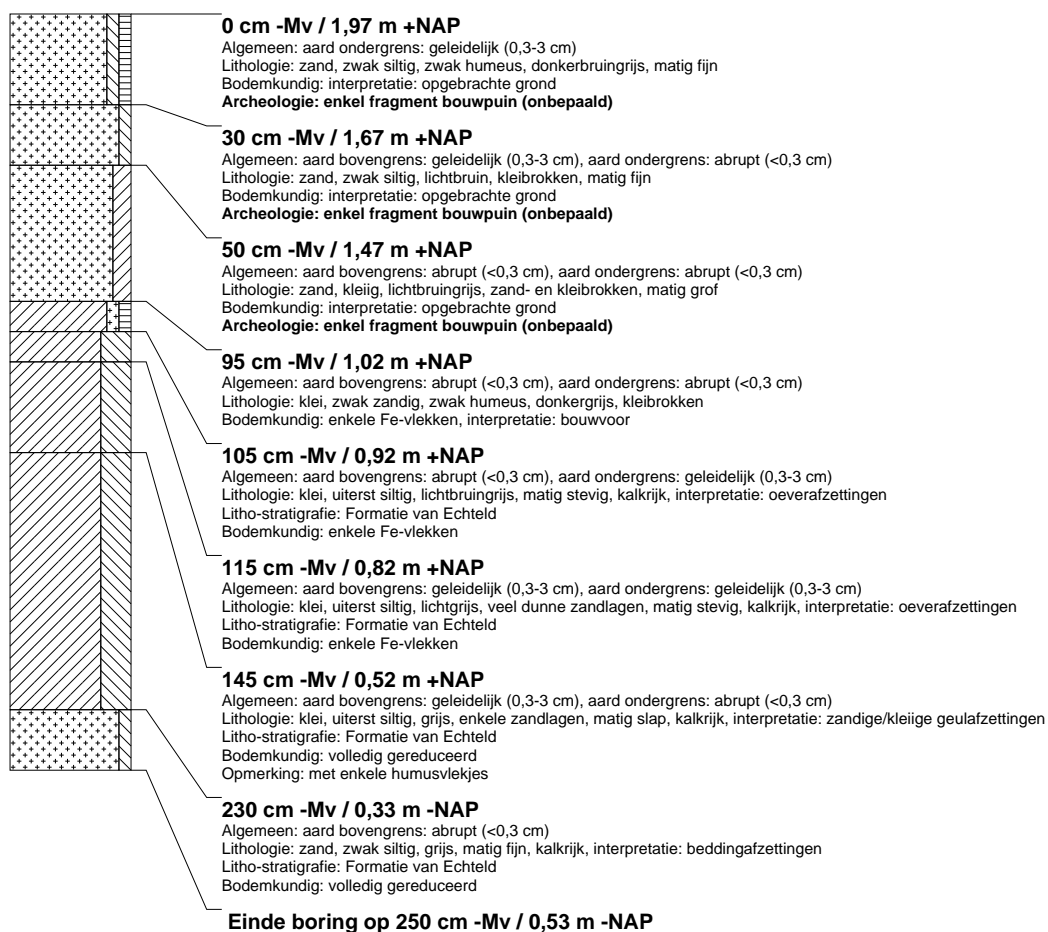 0 cm -Mv / 1,97 m +NAP
Algemeen: aard ondergrens: geleidelijk (0,3-3 cm)
Lithologie: zand, zwak siltig, zwak humeus, donkerbruingrijs, matig fijn
Bodemkundig: interpretatie: opgebrachte grond
Archeologie: enkel fragment bouwpuin (onbepaald)
30 cm -Mv / 1,67 m +NAP
Algemeen: aard bovengrens: geleidelijk (0,3-3 cm), aard ondergrens: abrupt (<0,3 cm)
Lithologie: zand, zwak siltig, lichtbruin, kleibrokken, matig fijn
Bodemkundig: interpretatie: opgebrachte grond
Archeologie: enkel fragment bouwpuin (onbepaald)
50 cm -Mv / 1,47 m +NAP
Algemeen: aard bovengrens: abrupt (<0,3 cm), aard ondergrens: abrupt (<0,3 cm)
Lithologie: zand, kleiig, lichtbruingrijs, zand- en kleibrokken, matig grof
Bodemkundig: interpretatie: opgebrachte grond
Archeologie: enkel fragment bouwpuin (onbepaald)
95 cm -Mv / 1,02 m +NAP
Algemeen: aard bovengrens: abrupt (<0,3 cm), aard ondergrens: abrupt (<0,3 cm)
Lithologie: klei, zwak zandig, zwak humeus, donkergrijs, kleibrokken
Bodemkundig: enkele Fe-vlekken, interpretatie: bouwvoor
105 cm -Mv / 0,92 m +NAP
Algemeen: aard bovengrens: abrupt (<0,3 cm), aard ondergrens: geleidelijk (0,3-3 cm)
Lithologie: klei, uiterst siltig, lichtbruingrijs, matig stevig, kalkrijk, interpretatie: oeverafzettingen
Litho-stratigrafie: Formatie van Echteld
Bodemkundig: enkele Fe-vlekken
115 cm -Mv / 0,82 m +NAP
Algemeen: aard bovengrens: geleidelijk (0,3-3 cm), aard ondergrens: geleidelijk (0,3-3 cm)
Lithologie: klei, uiterst siltig, lichtgrijs, veel dunne zandlagen, matig stevig, kalkrijk, interpretatie: oeverafzettingen
Litho-stratigrafie: Formatie van Echteld
Bodemkundig: enkele Fe-vlekken
145 cm -Mv / 0,52 m +NAP
Algemeen: aard bovengrens: geleidelijk (0,3-3 cm), aard ondergrens: abrupt (<0,3 cm)
Lithologie: klei, uiterst siltig, grijs, enkele zandlagen, matig slap, kalkrijk, interpretatie: zandige/kleiige geulafzettingen
Litho-stratigrafie: Formatie van Echteld
Bodemkundig: volledig gereduceerd
Opmerking: met enkele humusvlekjes
230 cm -Mv / 0,33 m -NAP
Algemeen: aard bovengrens: abrupt (<0,3 cm)
Lithologie: zand, zwak siltig, grijs, matig fijn, kalkrijk, interpretatie: beddingafzettingen
Litho-stratigrafie: Formatie van Echteld
Bodemkundig: volledig gereduceerd
Einde boring op 250 cm -Mv / 0,53 m -NAP